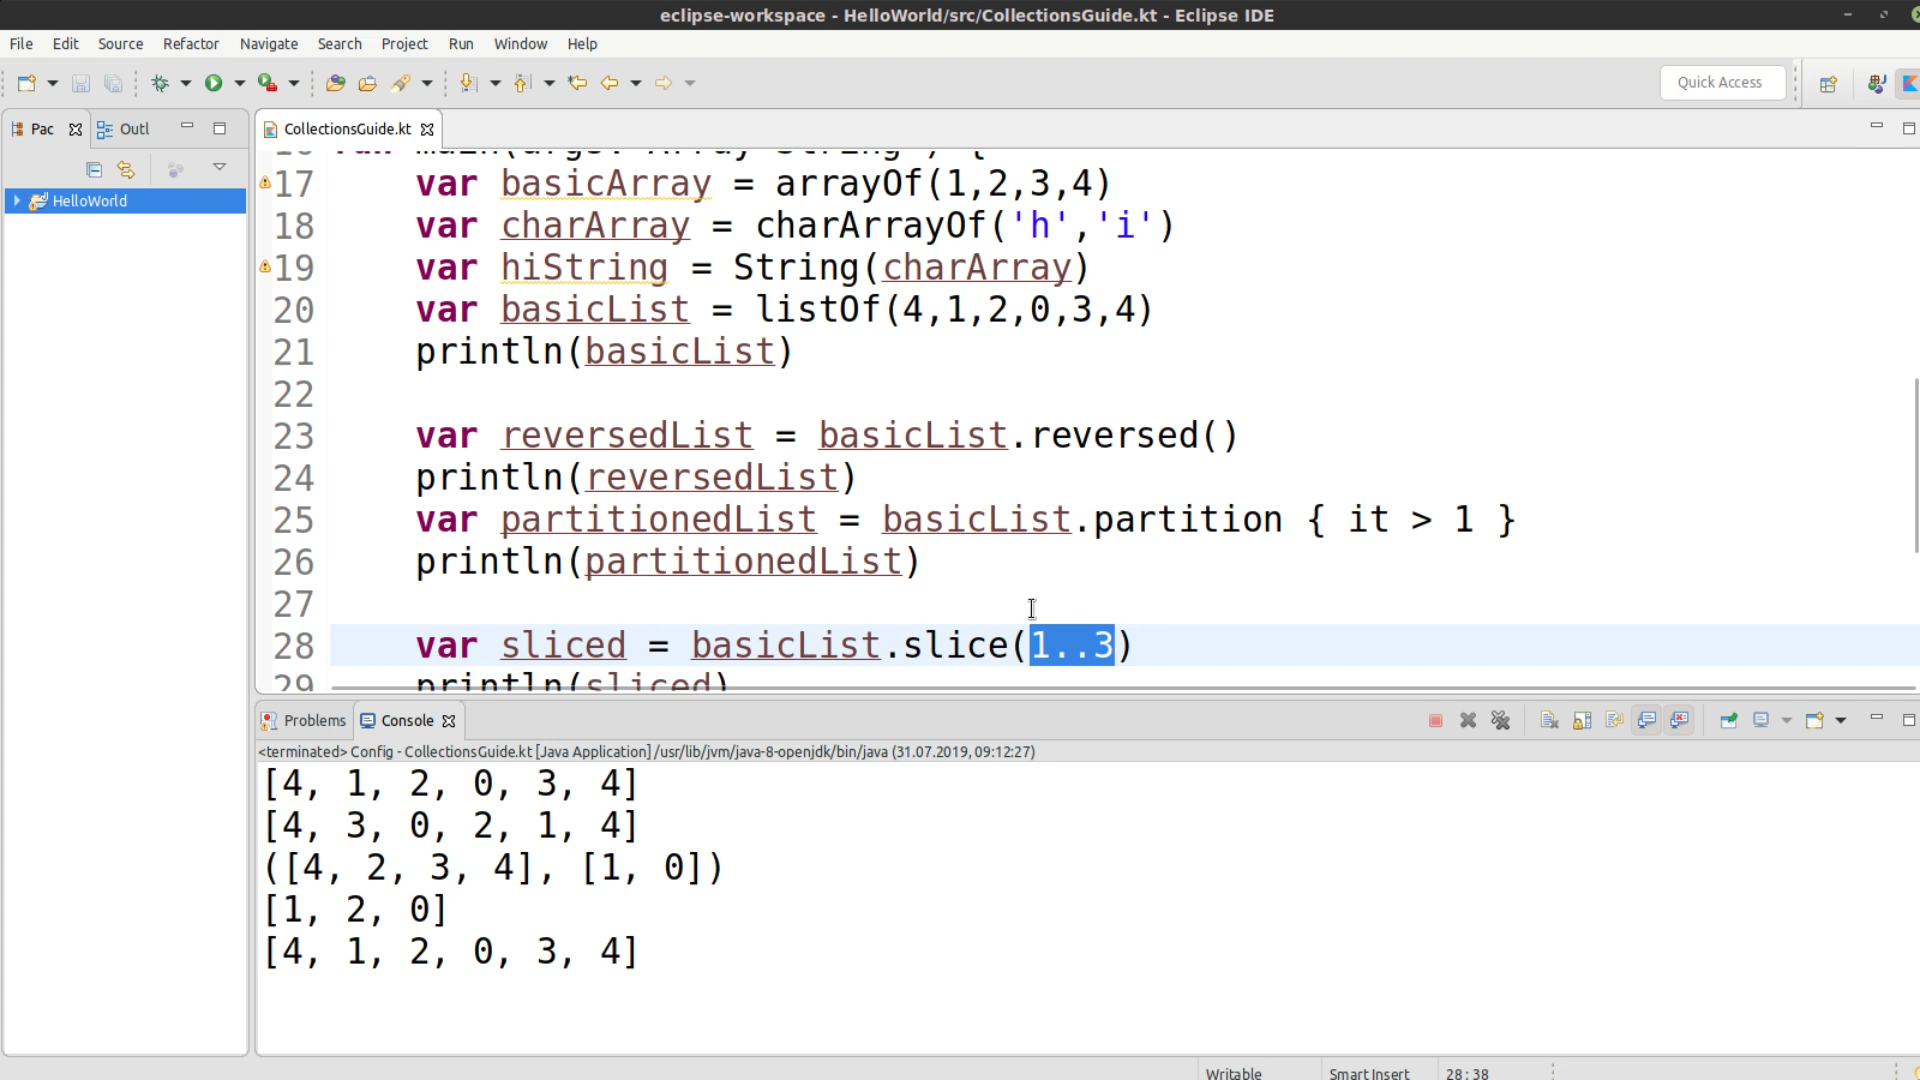 eclipse-workspace - HelloWorld/src/CollectionsGuide.kt - Eclipse IDE
File Edit Source Refactor Navigate Search Project Run Window Help
Quick Access
Pac Outl
CollectionsGuide.kt
HelloWorld
17 var basicArray = arrayOf(1,2,3,4)
18 var charArray = charArrayOf('h','i')
19 var hiString = String(charArray)
20 var basicList = listOf(4,1,2,0,3,4)
21 println(basicList)
22
23 var reversedList = basicList.reversed()
24 println(reversedList)
25 var partitionedList = basicList.partition { it > 1 }
26 println(partitionedList)
27
28 var sliced = basicList.slice(1..3)
29 println(sliced)
Problems Console
<terminated> Config - CollectionsGuide.kt [Java Application] /usr/lib/jvm/java-8-openjdk/bin/java (31.07.2019, 09:12:27)
[4, 1, 2, 0, 3, 4]
[4, 3, 0, 2, 1, 4]
([4, 2, 3, 4], [1, 0])
[1, 2, 0]
[4, 1, 2, 0, 3, 4]
Writable Smart Insert 28:38